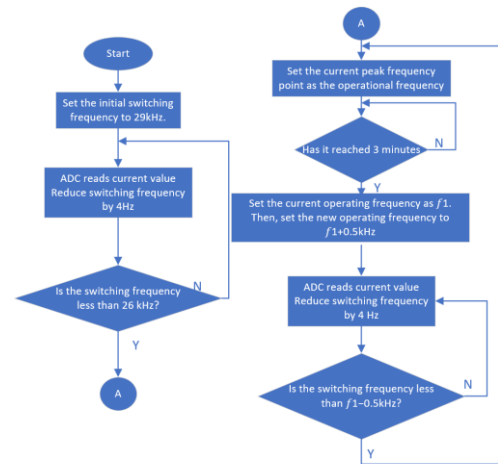 Start
Set the initial switching
frequency to 29kHz.
ADC reads current value
Reduce switching frequency
by 4Hz
Is the switching frequency
less than 26 kHz?
N
Y
A
A
Set the current peak frequency
point as the operational frequency
Has it reached 3 minutes
N
Y
Set the current operating frequency as f1.
Then, set the new operating frequency to
f1+0.5kHz
ADC reads current value
Reduce switching frequency
by 4 Hz
Is the switching frequency less
than f1−0.5kHz?
N
Y